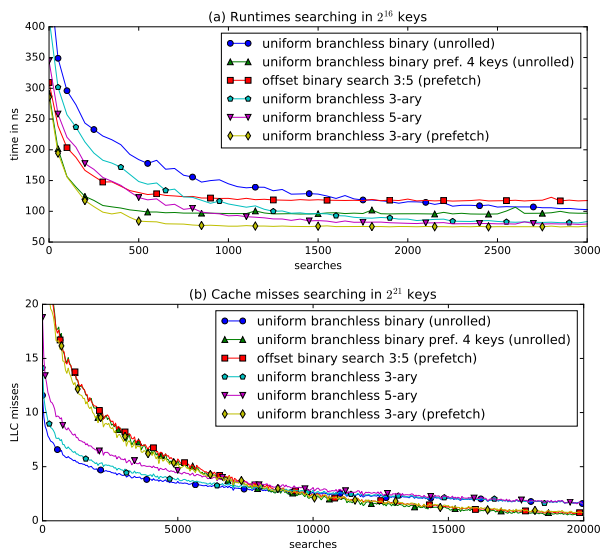 (a) Runtimes searching in 2^16 keys
400
350
300
250
200
150
100
50
time in ns
uniform branchless binary (unrolled)
uniform branchless binary pref. 4 keys (unrolled)
offset binary search 3:5 (prefetch)
uniform branchless 3-ary
uniform branchless 5-ary
uniform branchless 3-ary (prefetch)
0 500 1000 1500 2000 2500 3000
searches
(b) Cache misses searching in 2^21 keys
20
15
10
5
0
LLC misses
uniform branchless binary (unrolled)
uniform branchless binary pref. 4 keys (unrolled)
offset binary search 3:5 (prefetch)
uniform branchless 3-ary
uniform branchless 5-ary
uniform branchless 3-ary (prefetch)
0 5000 10000 15000 20000
searches